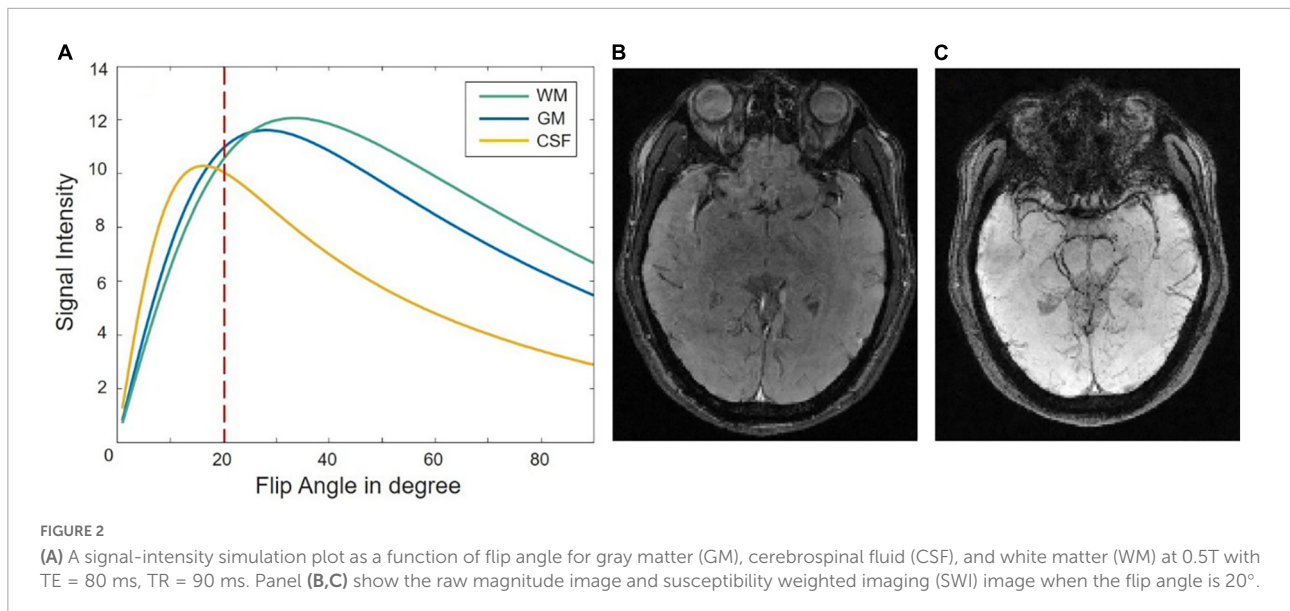 A
B
C
14
12
10
8
6
4
2
0
20
40
60
80
Signal Intensity
Flip Angle in degree
WM
GM
CSF
FIGURE 2
(A) A signal-intensity simulation plot as a function of flip angle for gray matter (GM), cerebrospinal fluid (CSF), and white matter (WM) at 0.5T with
TE = 80 ms, TR = 90 ms. Panel (B,C) show the raw magnitude image and susceptibility weighted imaging (SWI) image when the flip angle is 20°.